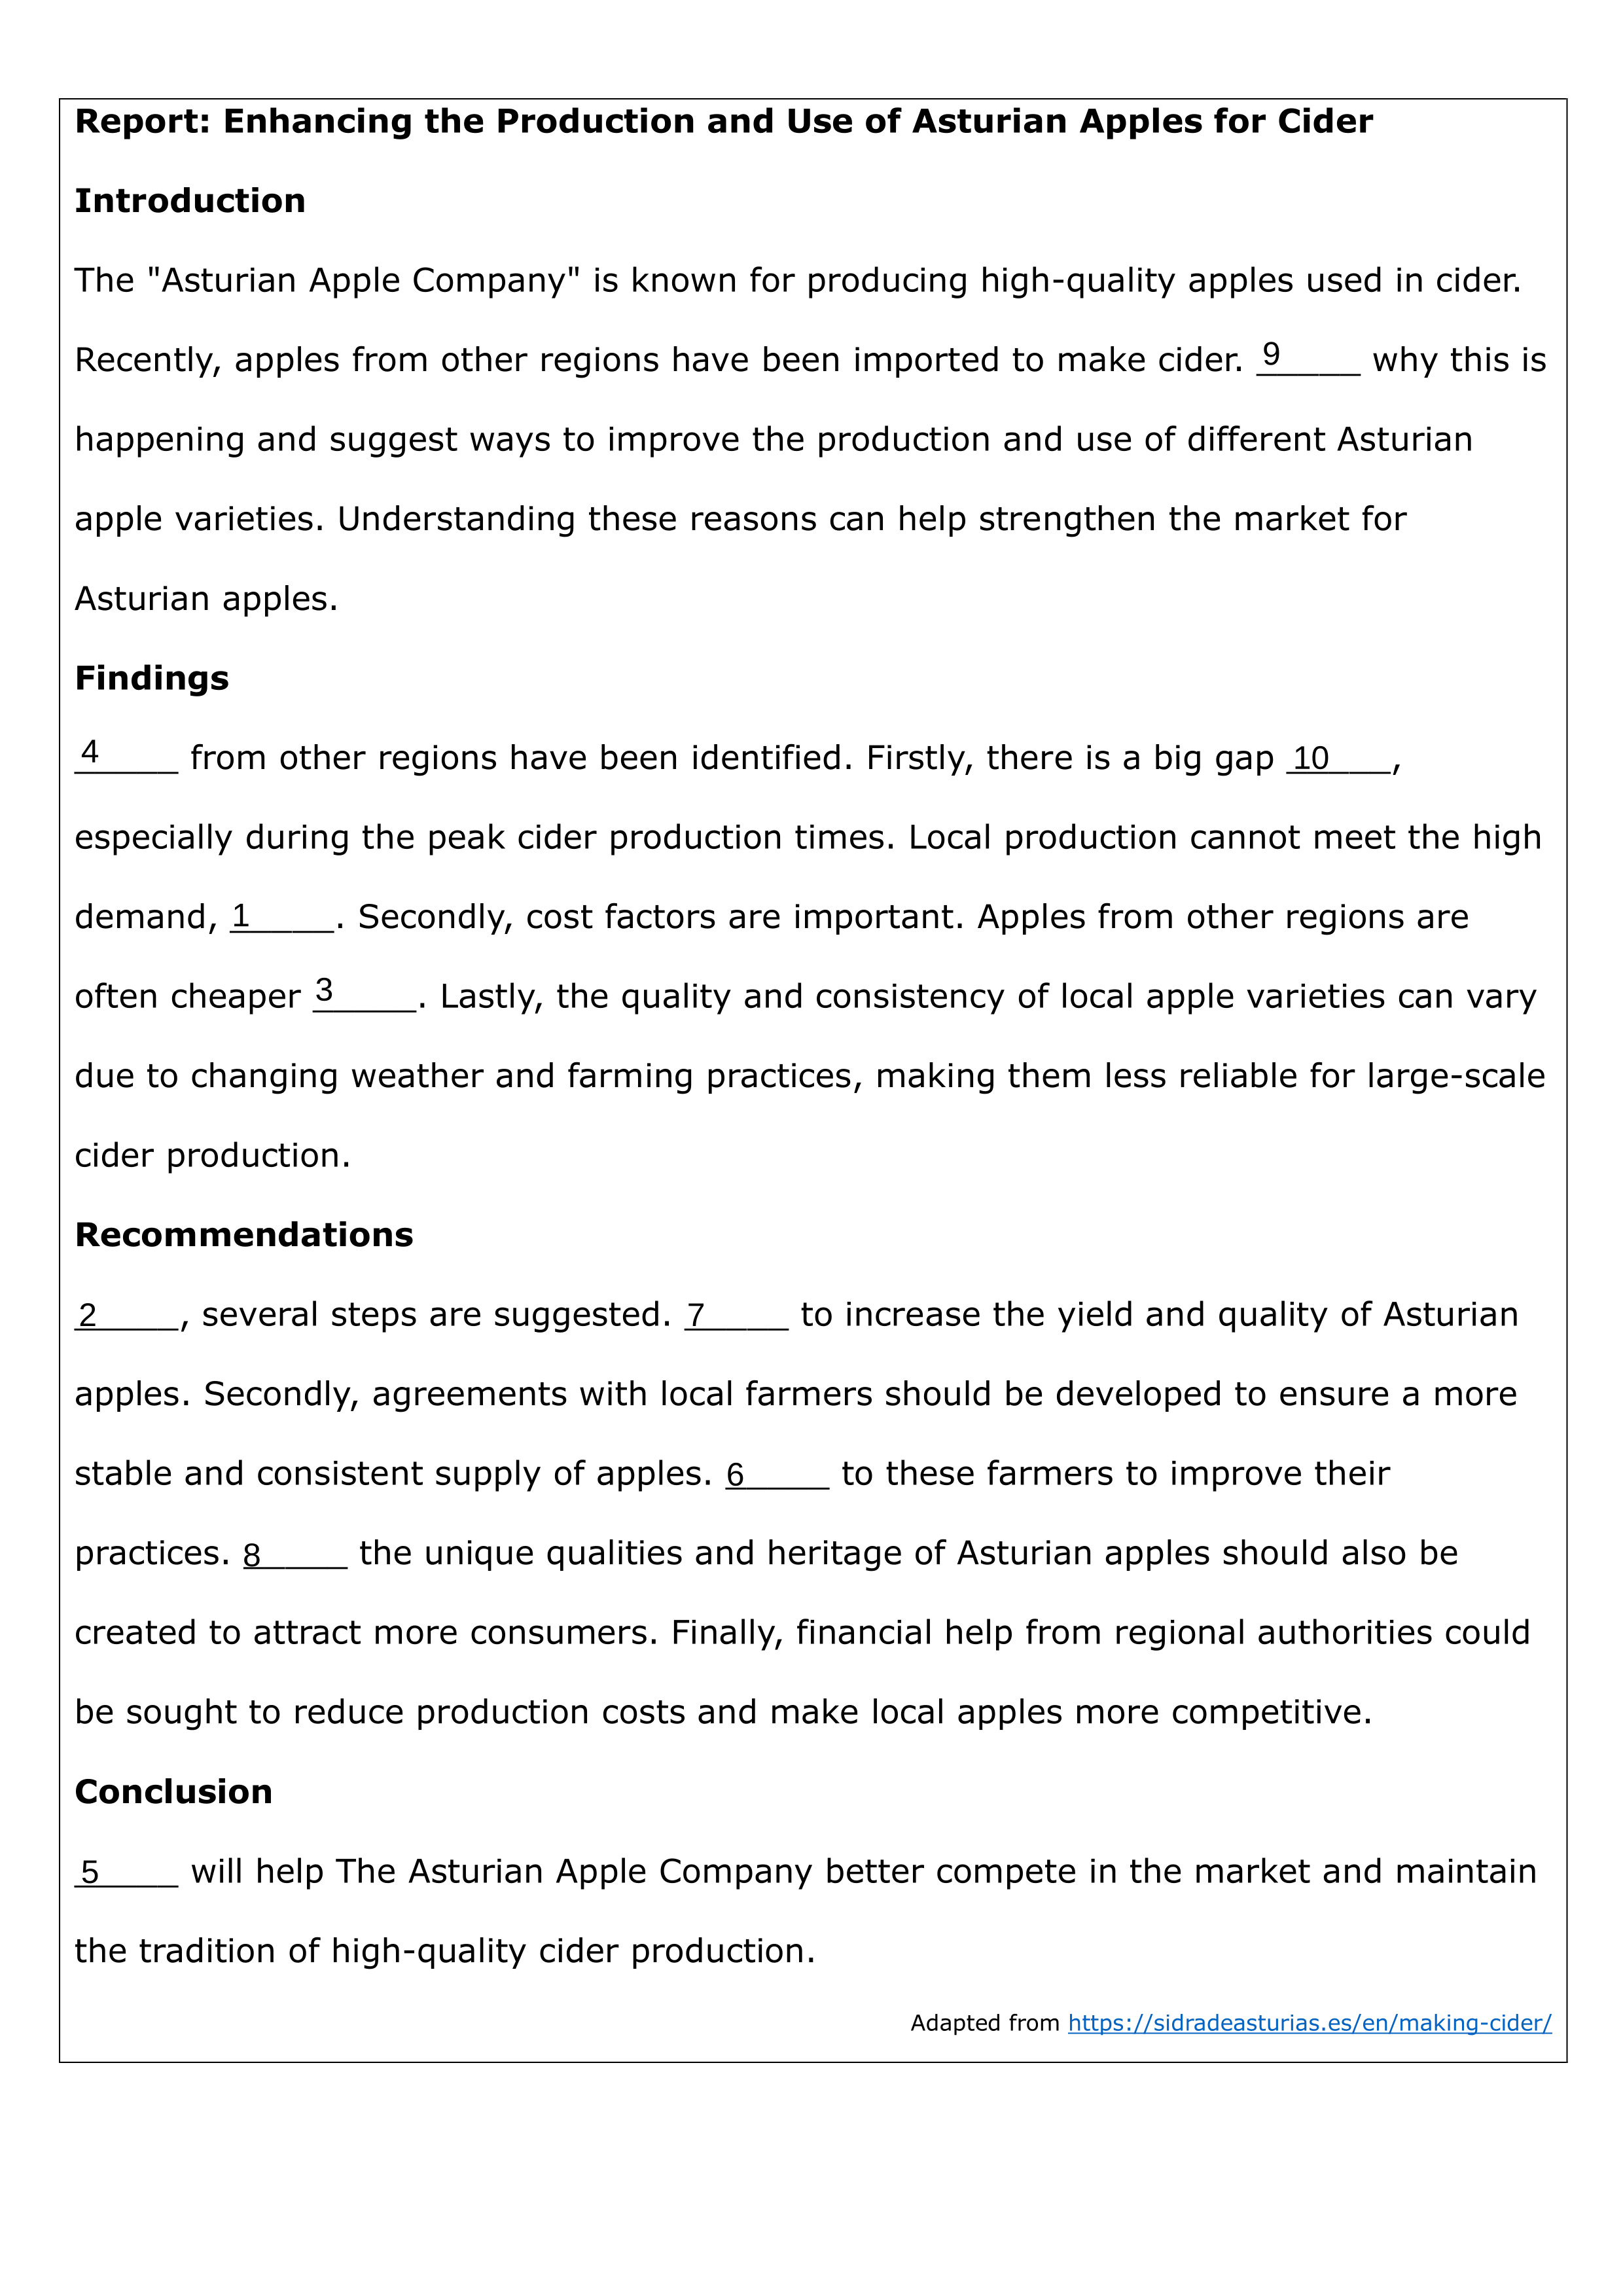 Report: Enhancing the Production and Use of Asturian Apples for Cider
Introduction
The "Asturian Apple Company" is known for producing high-quality apples used in cider.
Recently, apples from other regions have been imported to make cider. 9 why this is
happening and suggest ways to improve the production and use of different Asturian
apple varieties. Understanding these reasons can help strengthen the market for
Asturian apples.
Findings
4 from other regions have been identified. Firstly, there is a big gap 10,
especially during the peak cider production times. Local production cannot meet the high
demand, 1. Secondly, cost factors are important. Apples from other regions are
often cheaper 3. Lastly, the quality and consistency of local apple varieties can vary
due to changing weather and farming practices, making them less reliable for large-scale
cider production.
Recommendations
2, several steps are suggested. 7 to increase the yield and quality of Asturian
apples. Secondly, agreements with local farmers should be developed to ensure a more
stable and consistent supply of apples. 6 to these farmers to improve their
practices. 8 the unique qualities and heritage of Asturian apples should also be
created to attract more consumers. Finally, financial help from regional authorities could
be sought to reduce production costs and make local apples more competitive.
Conclusion
5 will help The Asturian Apple Company better compete in the market and maintain
the tradition of high-quality cider production.
Adapted from https://sidradeasturias.es/en/making-cider/